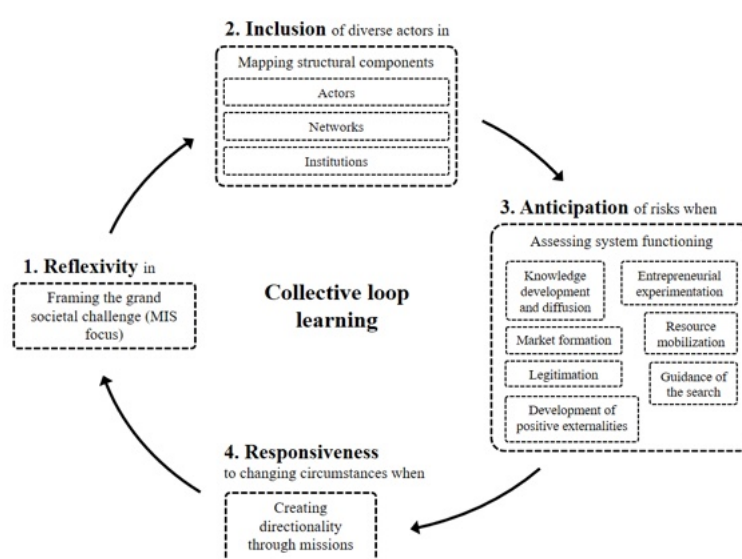 2. Inclusion of diverse actors in
Mapping structural components
Actors
Networks
Institutions
3. Anticipation of risks when
Assessing system functioning
Knowledge
development
and diffusion
Entrepreneurial
experimentation
Market formation
Resource
mobilization
Legitimation
Guidance of
the search
Development of
positive externalities
1. Reflexivity in
Framing the grand
societal challenge (MIS
focus)
Collective loop
learning
4. Responsiveness
to changing circumstances when
Creating
directionality
through missions